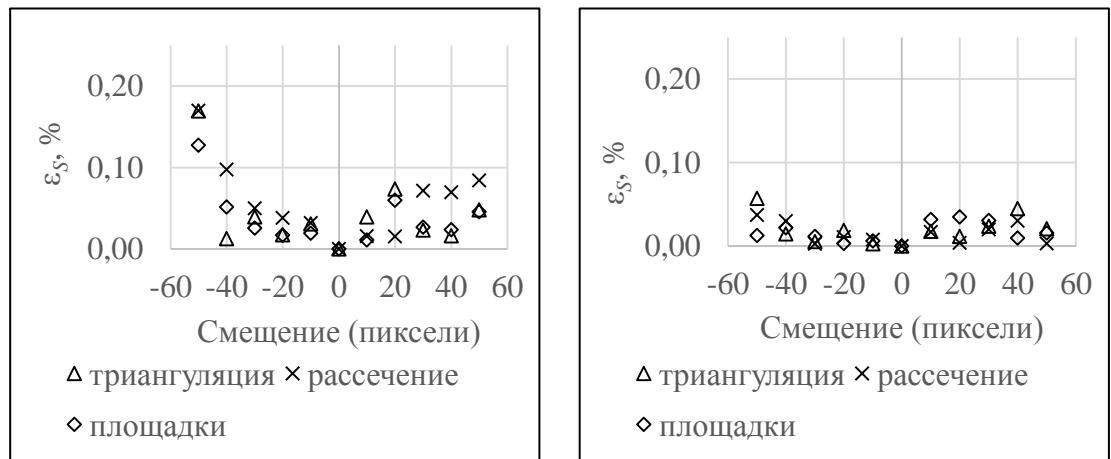 0,20
0,10
0,00
εS, %
-60 -40 -20 0 20 40 60
Смещение (пиксели)
триангуляция рассечение
площадки
0,20
0,10
0,00
εS, %
-60 -40 -20 0 20 40 60
Смещение (пиксели)
триангуляция рассечение
площадки